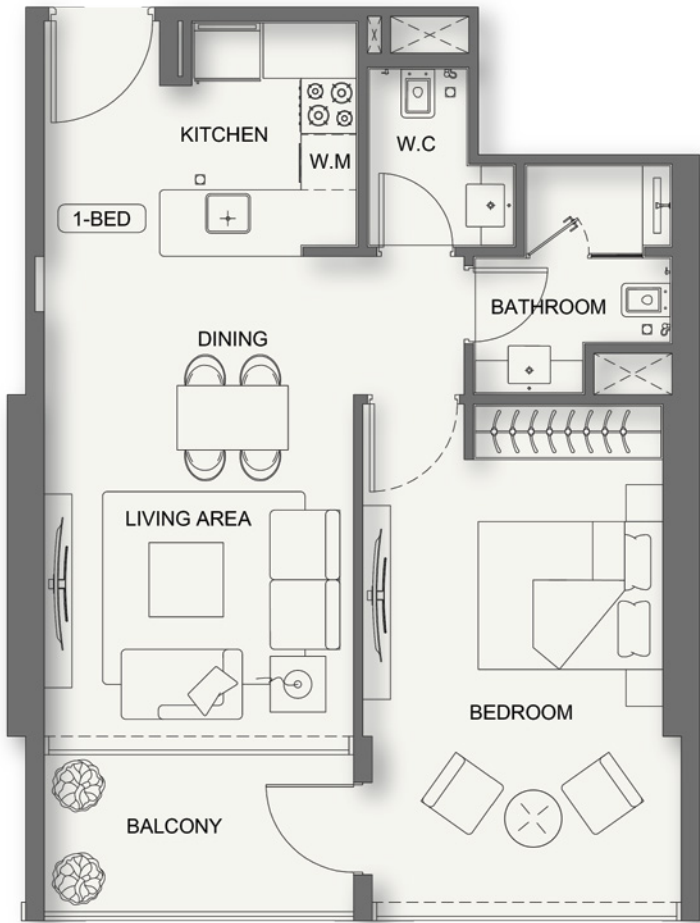 KITCHEN
W.C
W.M
1-BED
BATHROOM
DINING
LIVING AREA
BEDROOM
BALCONY